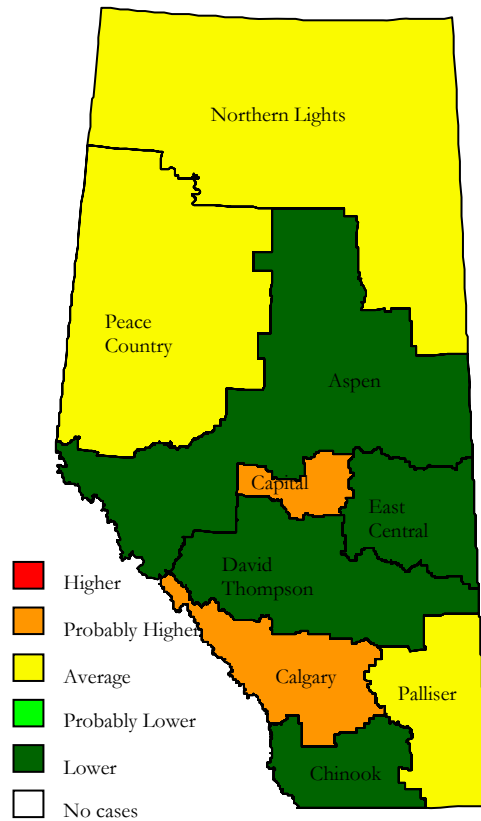 Northern Lights
Peace
Country
Aspen
Capital
East
Central
David
Thompson
Higher
Probably Higher
Average
Probably Lower
Lower
No cases
Calgary
Palliser
Chinook